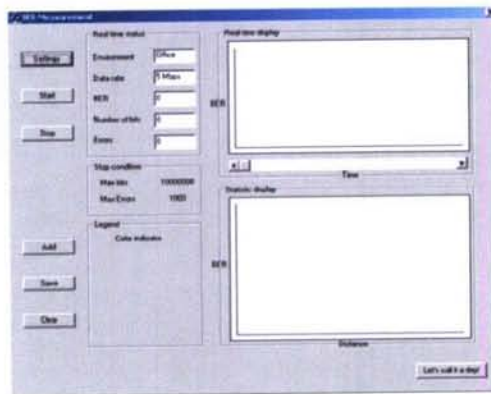 BER Measurement
Settings
Start
Stop
Add
Save
Clear
Real time status
Environment Office
Data rate 5 Mbps
BER 0
Number of bits 0
Errors 0
Stop condition
Max bits 10000000
Max Errors 1000
Legend
Color indicator
Real time display
BER
Time
Statistic display
BER
Distance
Let's call it a day!